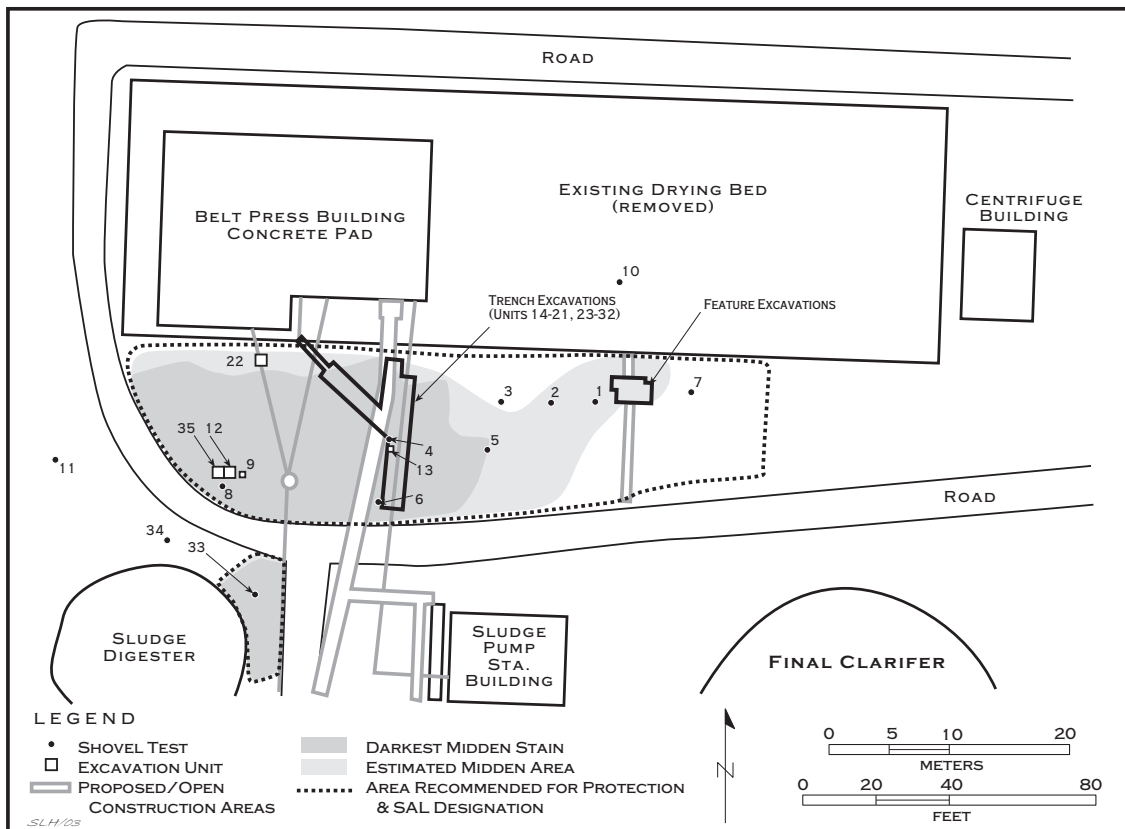 ROAD
EXISTING DRYING BED
(REMOVED)
BELT PRESS BUILDING
CONCRETE PAD
CENTRIFUGE
BUILDING
10
TRENCH EXCAVATIONS
(UNITS 14-21, 23-32)
FEATURE EXCAVATIONS
22
3
2
1
7
35
12
9
4
5
13
11
8
6
ROAD
34
33
SLUDGE
DIGESTER
SLUDGE
PUMP
STA.
BUILDING
FINAL CLARIFER
LEGEND
SHOVEL TEST
EXCAVATION UNIT
PROPOSED/OPEN
CONSTRUCTION AREAS
DARKEST MIDDEN STAIN
ESTIMATED MIDDEN AREA
AREA RECOMMENDED FOR PROTECTION
& SAL DESIGNATION
N
0 5 10 20
METERS
0 20 40 80
FEET
SLH/03